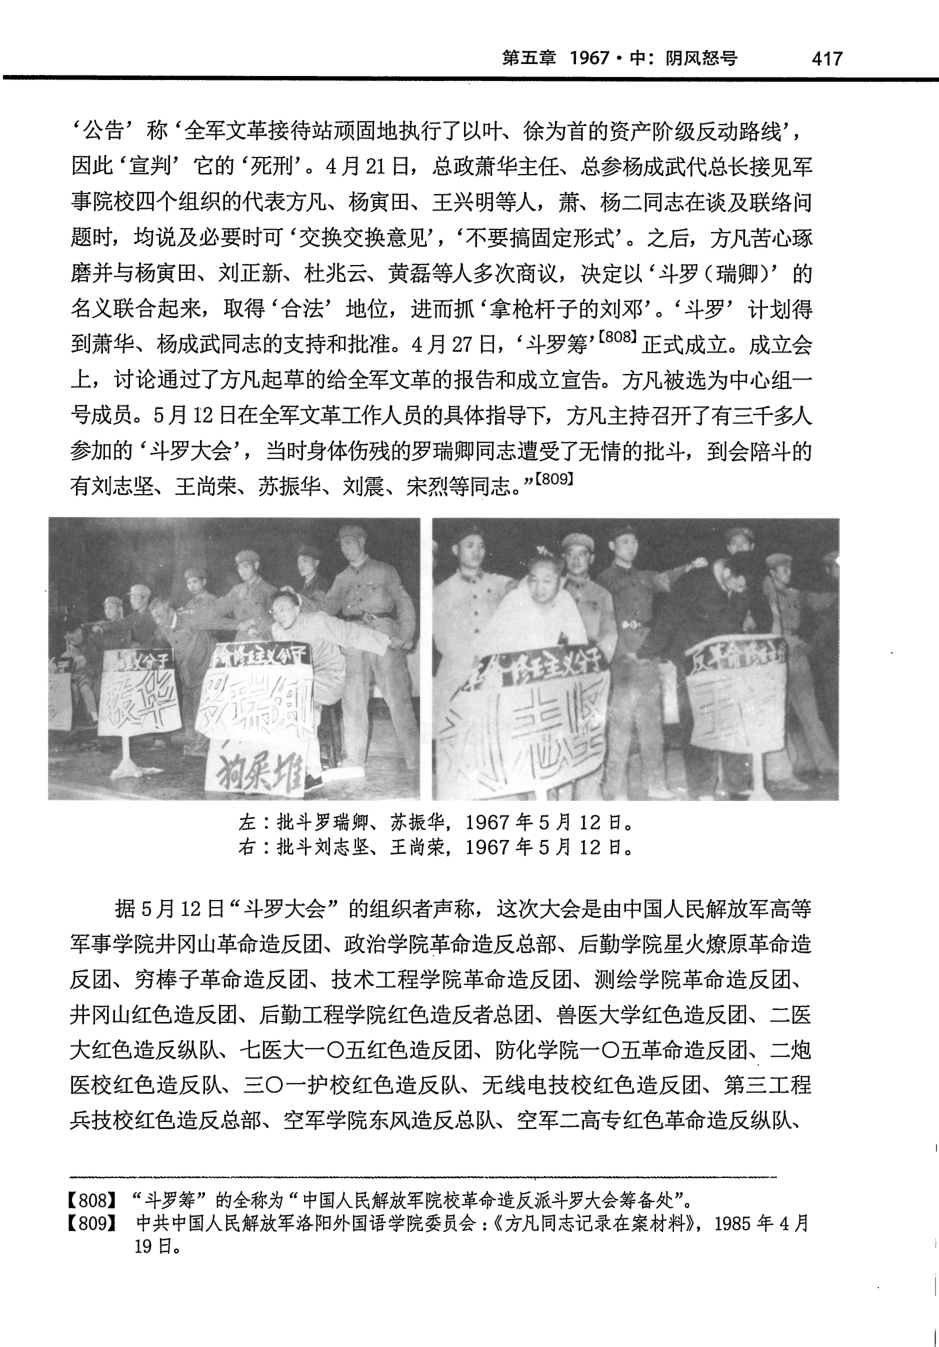 第五章 1967·中：阴风怒号 417
‘公告’称‘全军文革接待站顽固地执行了以叶、徐为首的资产阶级反动路线’，
因此‘宣判’它的‘死刑’。4月21日，总政萧华主任、总参杨成武代总长接见军
事院校四个组织的代表方凡、杨寅田、王兴明等人，萧、杨二同志在谈及联络问
题时，均说及必要时可‘交换交换意见’，‘不要搞固定形式’。之后，方凡苦心琢
磨并与杨寅田、刘正新、杜兆云、黄磊等人多次商议，决定以‘斗罗（瑞卿）’的
名义联合起来，取得‘合法’地位，进而抓‘拿枪杆子的刘邓’。‘斗罗’计划得
到萧华、杨成武同志的支持和批准。4月27日，‘斗罗筹’【808】正式成立。成立会
上，讨论通过了方凡起草的给全军文革的报告和成立宣告。方凡被选为中心组一
号成员。5月12日在全军文革工作人员的具体指导下，方凡主持召开了有三千多人
参加的‘斗罗大会’，当时身体伤残的罗瑞卿同志遭受了无情的批斗，到会陪斗的
有刘志坚、王尚荣、苏振华、刘震、宋烈等同志。”【809】
主义分子
振华
修主义分子
罗瑞卿
狗屎堆
修正主义分子
刘志坚
反革命修正主义
王尚
左：批斗罗瑞卿、苏振华，1967年5月12日。
右：批斗刘志坚、王尚荣，1967年5月12日。
据5月12日“斗罗大会”的组织者声称，这次大会是由中国人民解放军高等
军事学院井冈山革命造反团、政治学院革命造反总部、后勤学院星火燎原革命造
反团、穷棒子革命造反团、技术工程学院革命造反团、测绘学院革命造反团、
井冈山红色造反团、后勤工程学院红色造反者总团、兽医大学红色造反团、二医
大红色造反纵队、七医大一〇五红色造反团、防化学院一〇五革命造反团、二炮
医校红色造反队、三〇一护校红色造反队、无线电技校红色造反团、第三工程
兵技校红色造反总部、空军学院东风造反总队、空军二高专红色革命造反纵队、
【808】 “斗罗筹”的全称为“中国人民解放军院校革命造反派斗罗大会筹备处”。
【809】 中共中国人民解放军洛阳外国语学院委员会：《方凡同志记录在案材料》，1985年4月
19日。